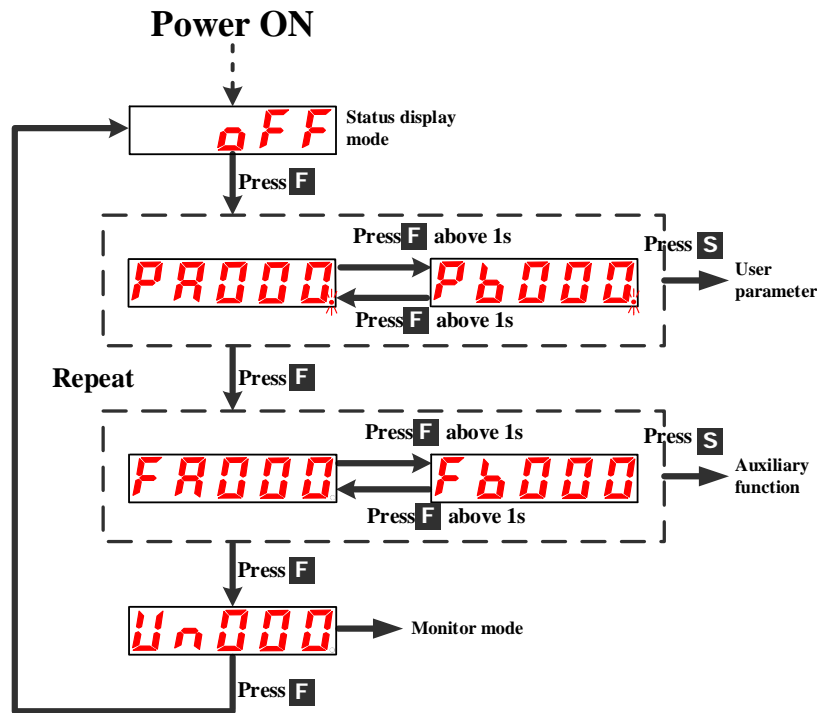 Power ON
oFF
Status display
mode
Press F
Press F above 1s
Press S
PA000.
Pb000.
User
parameter
Press F above 1s
Repeat
Press F
Press F above 1s
Press S
FA000
Fb000
Auxiliary
function
Press F above 1s
Press F
Un000
Monitor mode
Press F